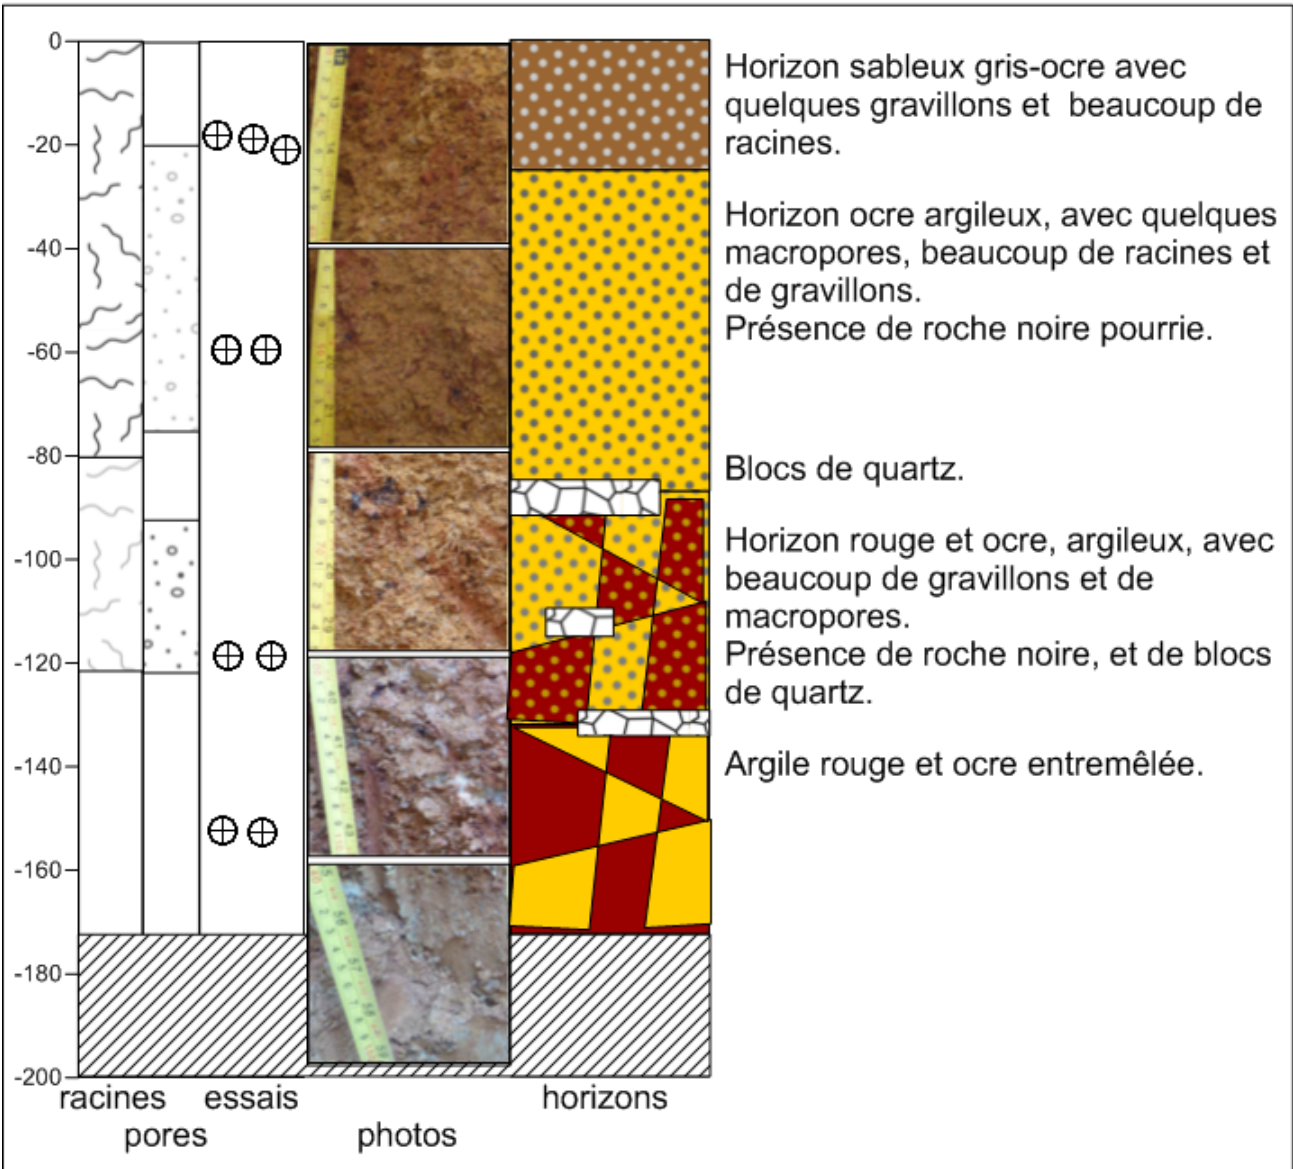 0
-20
-40
-60
-80
-100
-120
-140
-160
-180
-200
Horizon sableux gris-ocre avec
quelques gravillons et beaucoup de
racines.
Horizon ocre argileux, avec quelques
macropores, beaucoup de racines et
de gravillons.
Présence de roche noire pourrie.
Blocs de quartz.
Horizon rouge et ocre, argileux, avec
beaucoup de gravillons et de
macropores.
Présence de roche noire, et de blocs
de quartz.
Argile rouge et ocre entremêlée.
racines essais horizons
pores photos